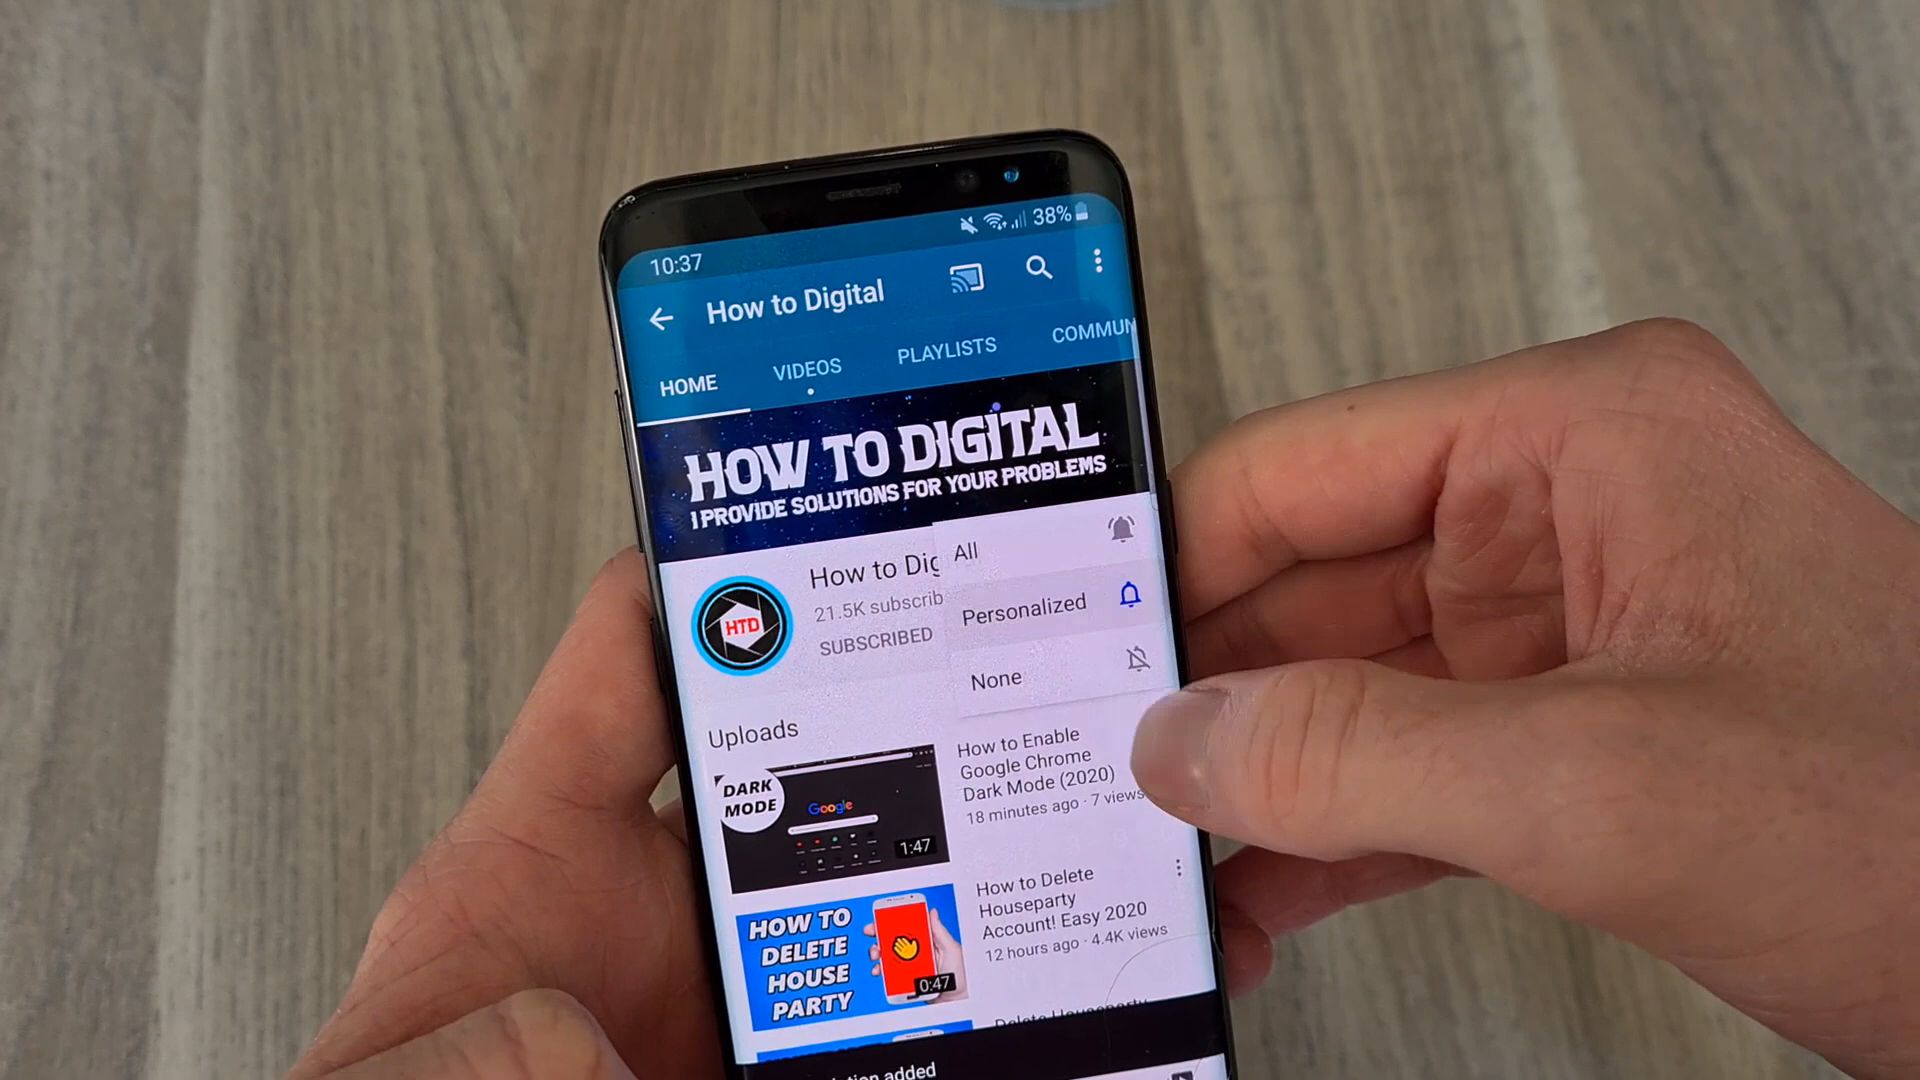 10:37
38%
How to Digital
HOME
VIDEOS
PLAYLISTS
COMMUN
HOW TO DIGITAL
I PROVIDE SOLUTIONS FOR YOUR PROBLEMS
HTD
How to Dig
21.5K subscrib
SUBSCRIBED
All
Personalized
None
Uploads
DARK
MODE
Google
1:47
How to Enable
Google Chrome
Dark Mode (2020)
18 minutes ago · 7 views
HOW TO
DELETE
HOUSE
PARTY
0:47
How to Delete
Houseparty
Account! Easy 2020
12 hours ago · 4.4K views
Delete Houseparty
added